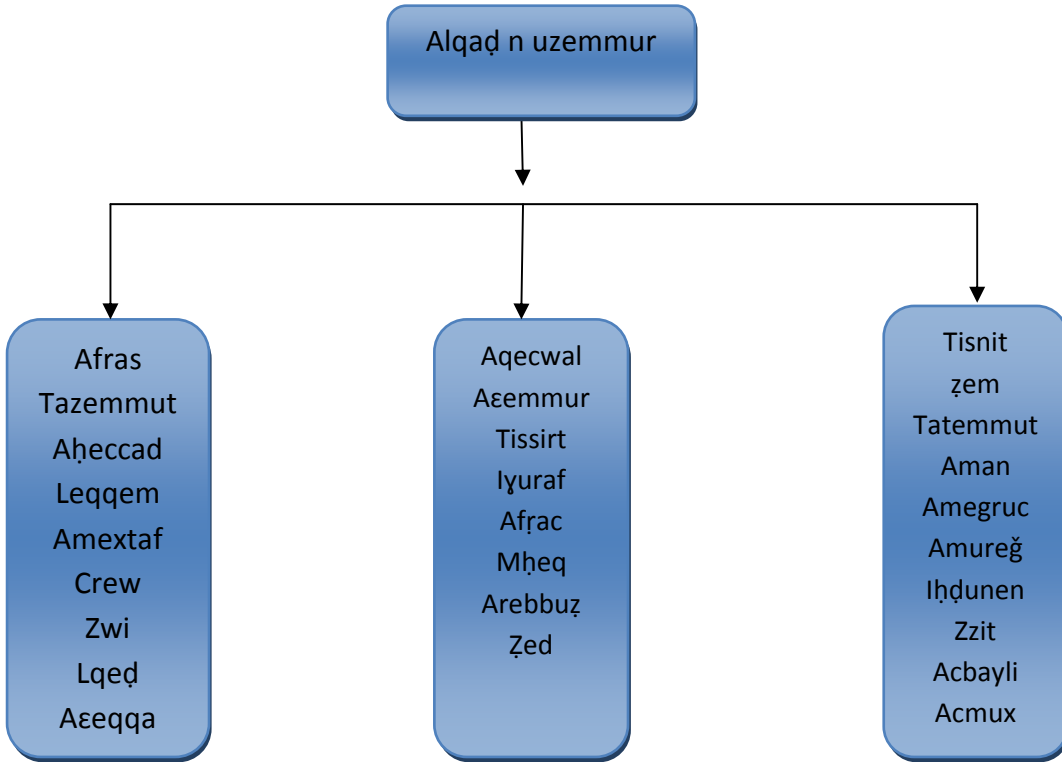 Alqaḍ n uzemmur
Afras
Tazemmut
Aḥeccad
Leqqem
Amextaf
Crew
Zwi
Lqeḍ
Aɛeqqa
Aqecwal
Aɛemmur
Tissirt
Iɣuraf
Afṛac
Mḥeq
Arebbuẓ
Ẓed
Tisnit
ẓem
Tatemmut
Aman
Amegruc
Amureǧ
Iḥḍunen
Zzit
Acbayli
Acmux